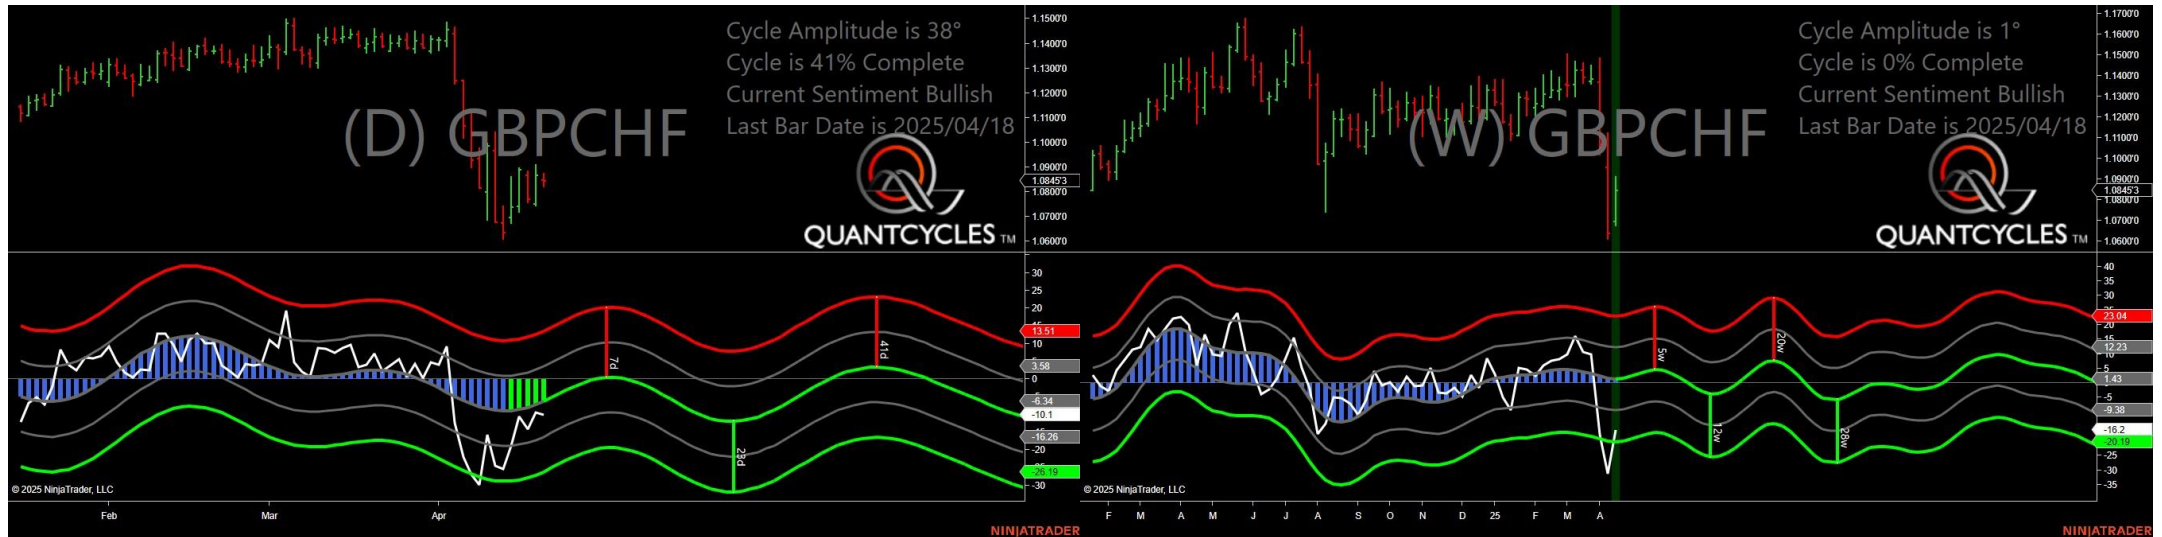 Cycle Amplitude is 38°
Cycle is 41% Complete
Current Sentiment Bullish
Last Bar Date is 2025/04/18
(D) GBPCHF
QUANTCYCLES TM
1.1500'0
1.1400'0
1.1300'0
1.1200'0
1.1100'0
1.1000'0
1.0900'0
1.0845'3
1.0800'0
1.0700'0
1.0600'0
30
25
20
13.51
10
3.58
0
-6.34
-10.1
-16.26
-20
-26.19
-30
7d
41d
© 2025 NinjaTrader, LLC
Feb
Mar
Apr
NINJATRADER
Cycle Amplitude is 1°
Cycle is 0% Complete
Current Sentiment Bullish
Last Bar Date is 2025/04/18
(W) GBPCHF
QUANTCYCLES TM
1.1700'0
1.1600'0
1.1500'0
1.1400'0
1.1300'0
1.1200'0
1.1100'0
1.1000'0
1.0900'0
1.0845'3
1.0800'0
1.0700'0
1.0600'0
40
35
30
23.04
20
12.23
10
5
1.43
-5
-9.38
-16.2
-20.19
-25
-30
-35
5w
20w
12w
28w
© 2025 NinjaTrader, LLC
F
M
A
M
J
J
A
S
O
N
D
25
F
M
A
NINJATRADER